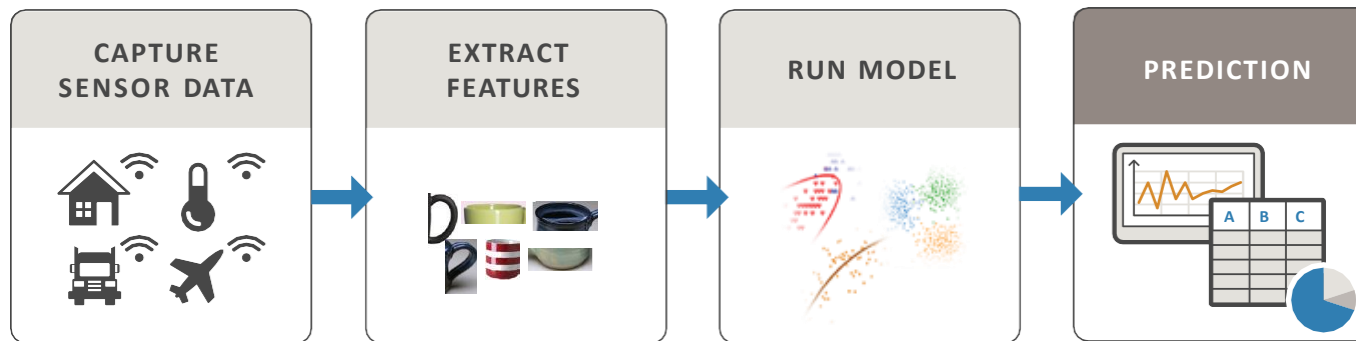 CAPTURE
SENSOR DATA
EXTRACT
FEATURES
RUN MODEL
PREDICTION
A B C